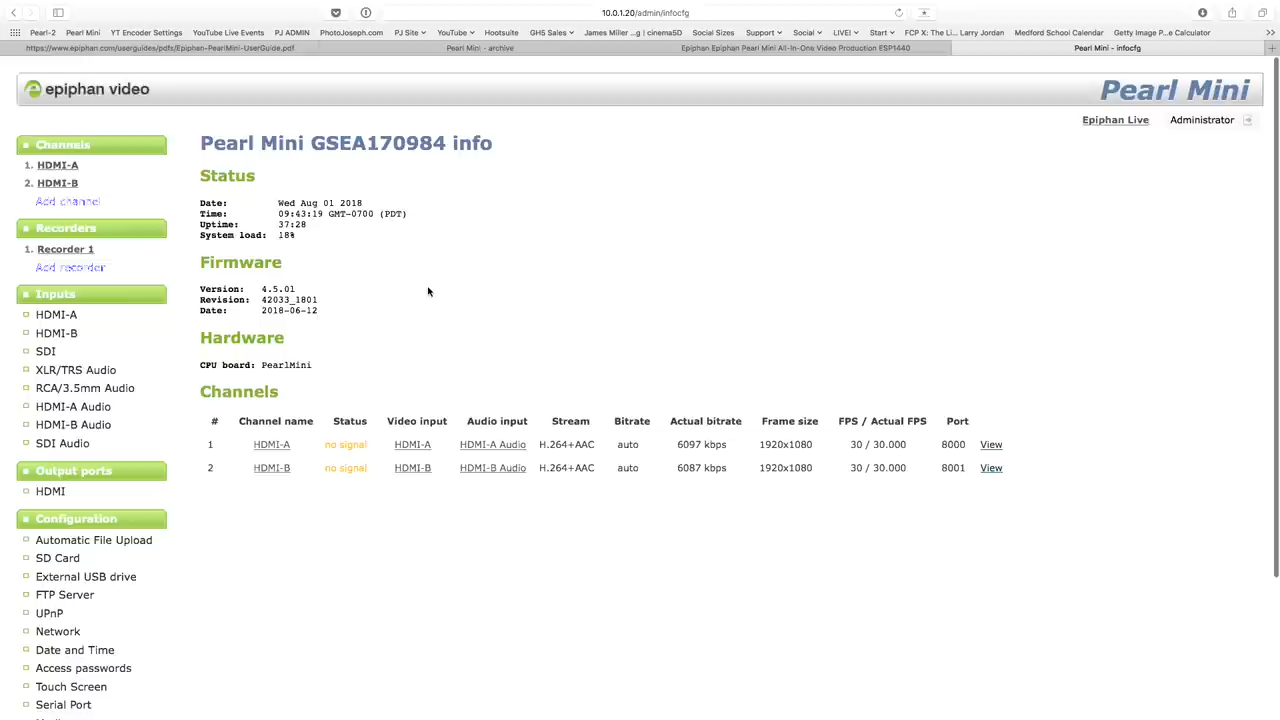 10.0.1.20/admin/infocfg
Pearl-2 Pearl Mini YT Encoder Settings YouTube Live Events PJ ADMIN PhotoJoseph.com PJ Site YouTube Hootsuite GH5 Sales James Miller ...g | cinema5D Social Sizes Support Social LIVE! Start FCP X: The Li... Larry Jordan Medford School Calendar Getty Image P...e Calculator >>
https://www.epiphan.com/userguides/pdfs/Epiphan-PearlMini-UserGuide.pdf Pearl Mini - archive Epiphan Epiphan Pearl Mini All-In-One Video Production ESP1440 Pearl Mini - infocfg +
epiphan video Pearl Mini
Epiphan Live Administrator
Channels
1. HDMI-A
2. HDMI-B
Add channel
Recorders
1. Recorder 1
Add recorder
Inputs
HDMI-A
HDMI-B
SDI
XLR/TRS Audio
RCA/3.5mm Audio
HDMI-A Audio
HDMI-B Audio
SDI Audio
Output ports
HDMI
Configuration
Automatic File Upload
SD Card
External USB drive
FTP Server
UPnP
Network
Date and Time
Access passwords
Touch Screen
Serial Port
Pearl Mini GSEA170984 info
Status
Date: Wed Aug 01 2018
Time: 09:43:19 GMT-0700 (PDT)
Uptime: 37:28
System load: 18%
Firmware
Version: 4.5.01
Revision: 42033_1801
Date: 2018-06-12
Hardware
CPU board: PearlMini
Channels
# Channel name Status Video input Audio input Stream Bitrate Actual bitrate Frame size FPS / Actual FPS Port
1 HDMI-A no signal HDMI-A HDMI-A Audio H.264+AAC auto 6097 kbps 1920x1080 30 / 30.000 8000 View
2 HDMI-B no signal HDMI-B HDMI-B Audio H.264+AAC auto 6087 kbps 1920x1080 30 / 30.000 8001 View